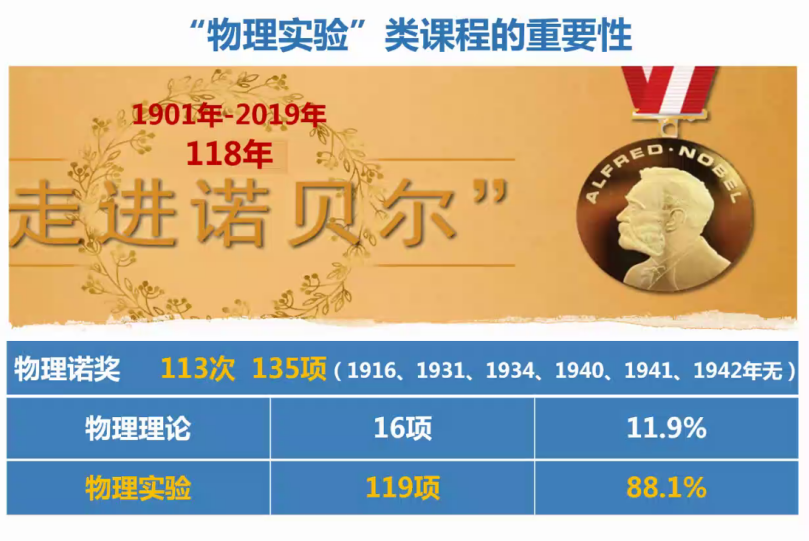 “物理实验”类课程的重要性
1901年-2019年
118年
走进诺贝尔”
ALFRED·NOBEL
物理诺奖 113次 135项（1916、1931、1934、1940、1941、1942年无）
物理理论 16项 11.9%
物理实验 119项 88.1%